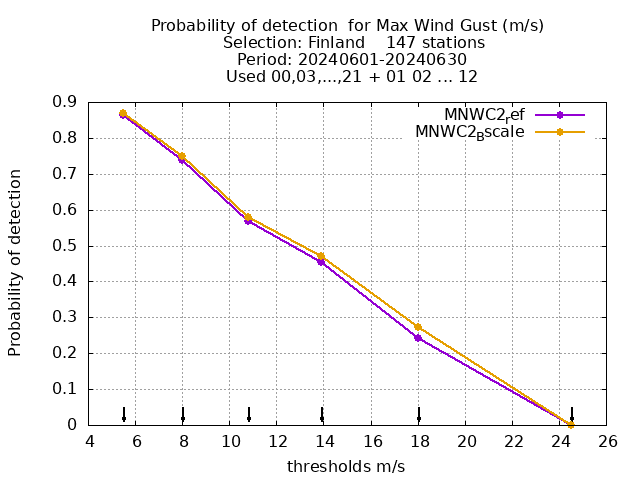 Probability of detection  for Max Wind Gust (m/s)
Selection: Finland    147 stations
Period: 20240601-20240630
Used 00,03,...,21 + 01 02 ... 12
MNWC2ref
MNWC2Bscale
Probability of detection
0.9
0.8
0.7
0.6
0.5
0.4
0.3
0.2
0.1
0
4 6 8 10 12 14 16 18 20 22 24 26
thresholds m/s